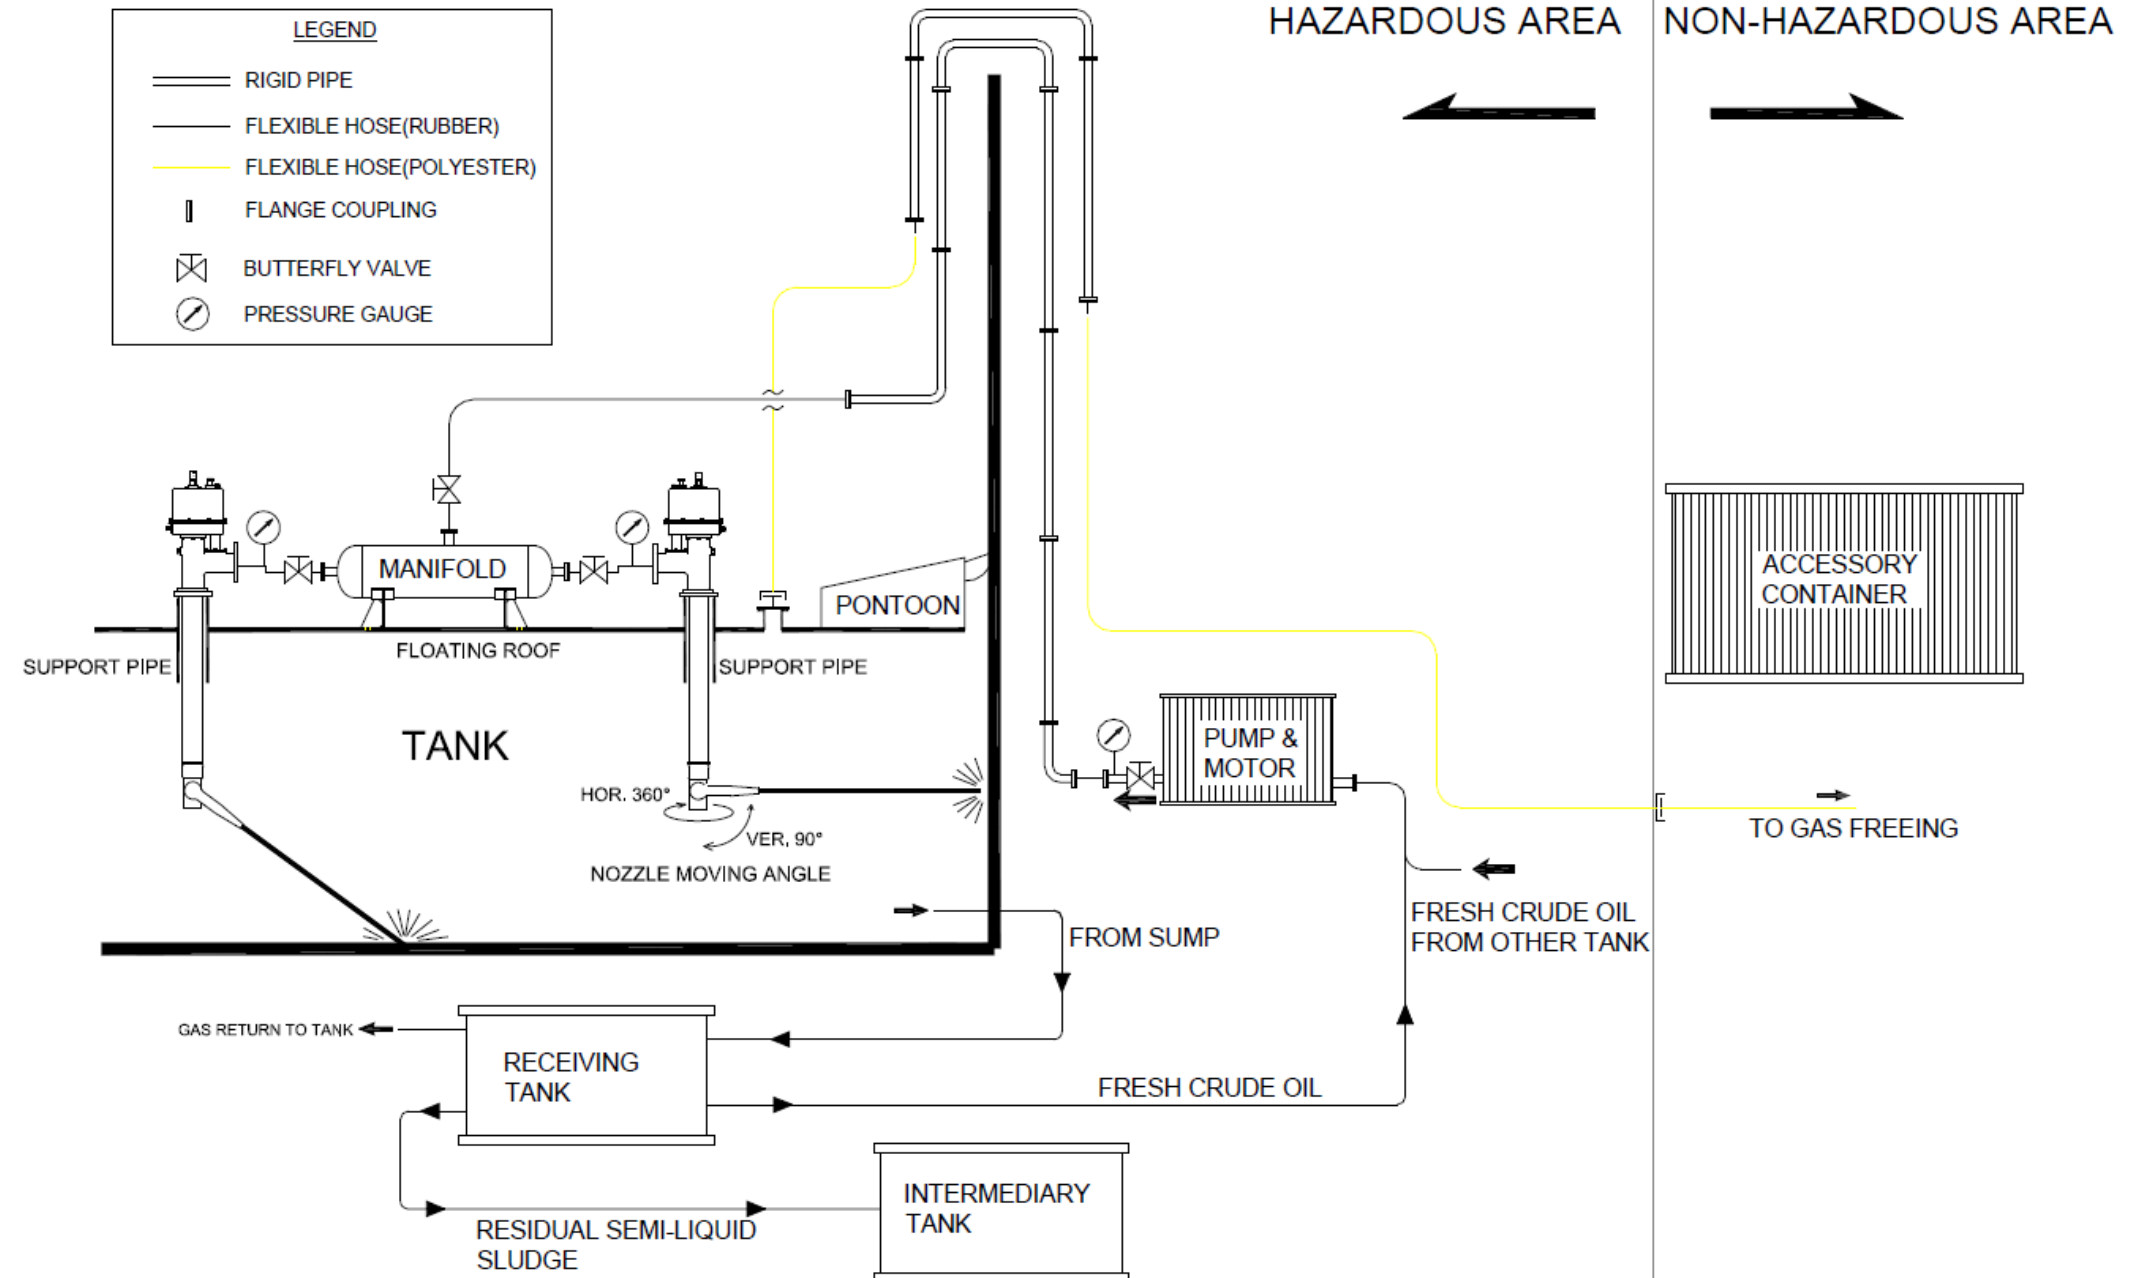 LEGEND
RIGID PIPE
FLEXIBLE HOSE(RUBBER)
FLEXIBLE HOSE(POLYESTER)
FLANGE COUPLING
BUTTERFLY VALVE
PRESSURE GAUGE
HAZARDOUS AREA
NON-HAZARDOUS AREA
MANIFOLD
PONTOON
ACCESSORY
CONTAINER
FLOATING ROOF
SUPPORT PIPE
SUPPORT PIPE
TANK
PUMP &
MOTOR
HOR. 360°
VER, 90°
NOZZLE MOVING ANGLE
TO GAS FREEING
FRESH CRUDE OIL
FROM OTHER TANK
FROM SUMP
GAS RETURN TO TANK
RECEIVING
TANK
FRESH CRUDE OIL
INTERMEDIARY
TANK
RESIDUAL SEMI-LIQUID
SLUDGE